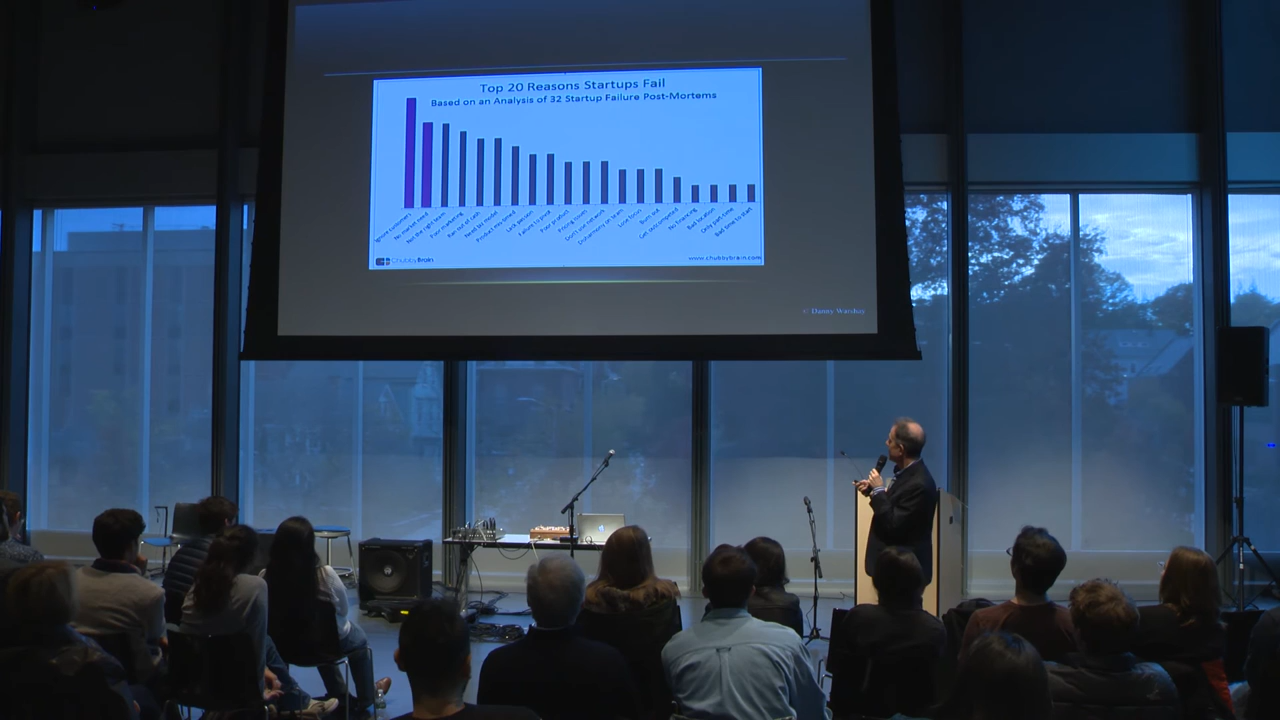 Top 20 Reasons Startups Fail
Based on an Analysis of 32 Startup Failure Post-Mortems
Ignore customers
No market need
Not the right team
Poor marketing
Ran out of cash
Need biz model
Product mis-timed
Lack passion
Failure to pivot
Poor product
Pricing issues
Don't use network
Disharmony on team
Lose focus
Burn out
Get outcompeted
No financing
Bad location
Only part-time
Bad time to start
ChubbyBrain
www.chubbybrain.com
© Danny Warshay